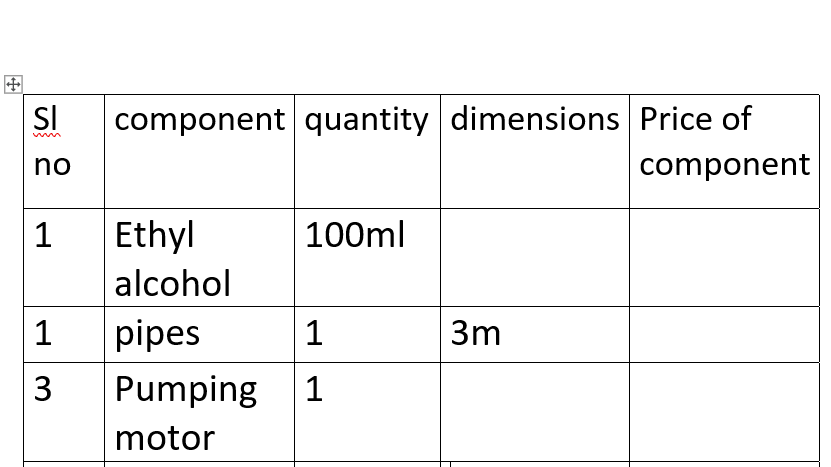 Sl no component quantity dimensions Price of component
1 Ethyl alcohol 100ml
1 pipes 1 3m
3 Pumping motor 1